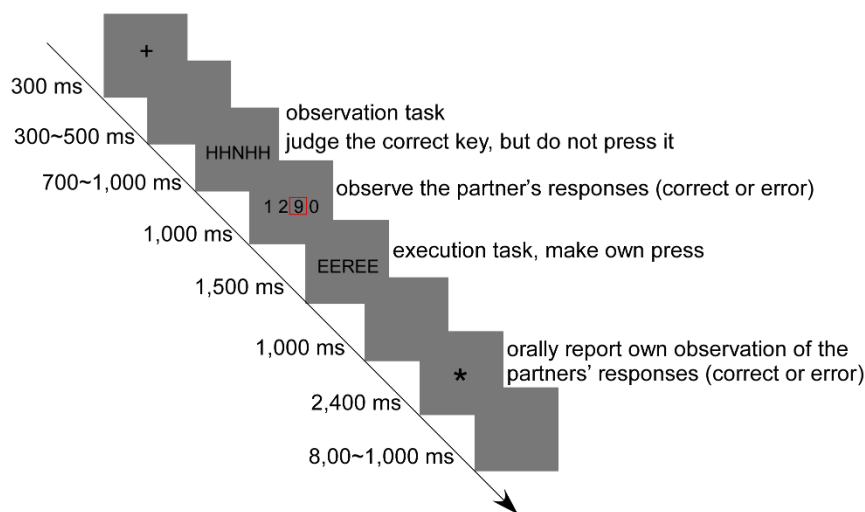 +
300 ms
observation task
300~500 ms
judge the correct key, but do not press it
HHNHH
700~1,000 ms
observe the partner's responses (correct or error)
1 2 9 0
1,000 ms
execution task, make own press
EEREE
1,500 ms
1,000 ms
orally report own observation of the
partners' responses (correct or error)
*
2,400 ms
8,00~1,000 ms